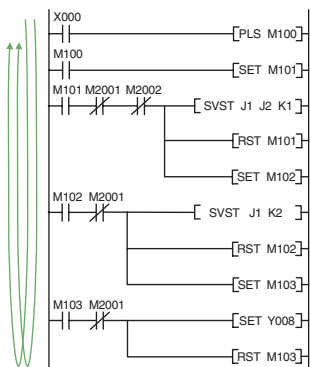 X000
[PLS M100]
M100
[SET M101]
M101 M2001 M2002
[SVST J1 J2 K1]
[RST M101]
[SET M102]
M102 M2001
[SVST J1 K2]
[RST M102]
[SET M103]
M103 M2001
[SET Y008]
[RST M103]